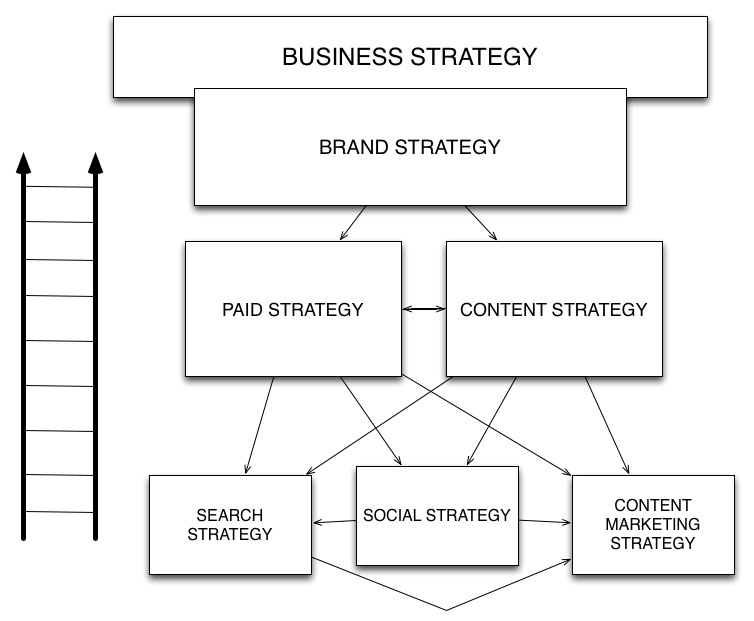 BUSINESS STRATEGY
BRAND STRATEGY
PAID STRATEGY
CONTENT STRATEGY
SEARCH
STRATEGY
SOCIAL STRATEGY
CONTENT
MARKETING
STRATEGY